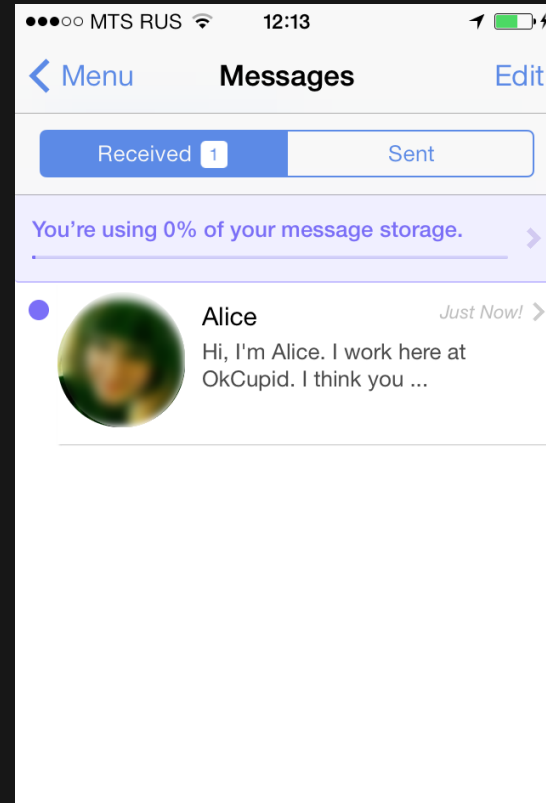 MTS RUS 12:13
Menu Messages Edit
Received 1 Sent
You’re using 0% of your message storage.
Alice Just Now!
Hi, I'm Alice. I work here at
OkCupid. I think you ...